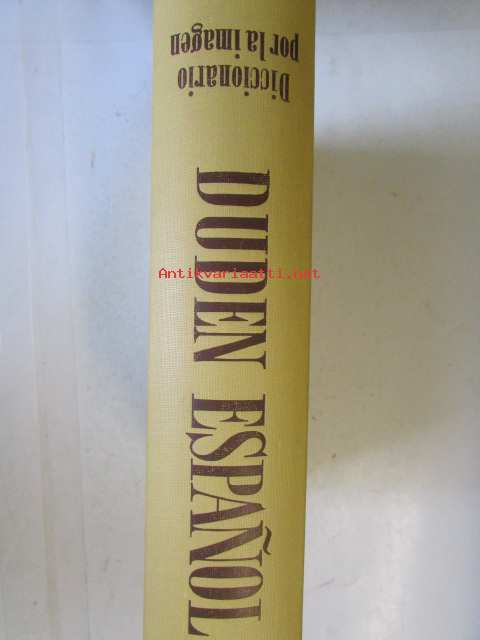 Diccionario
por la imagen
DUDEN ESPAÑOL
Antikvariaatti.net